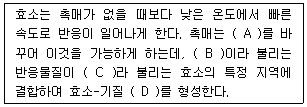 효소는 촉매가 없을 때보다 낮은 온도에서 빠른
속도로 반응이 일어나게 한다. 촉매는 ( A )를 바
꾸어 이것을 가능하게 하는데, ( B )이라 불리는
반응물질이 ( C )라 불리는 효소의 특정 지역에
결합하여 효소-기질 ( D )를 형성한다.